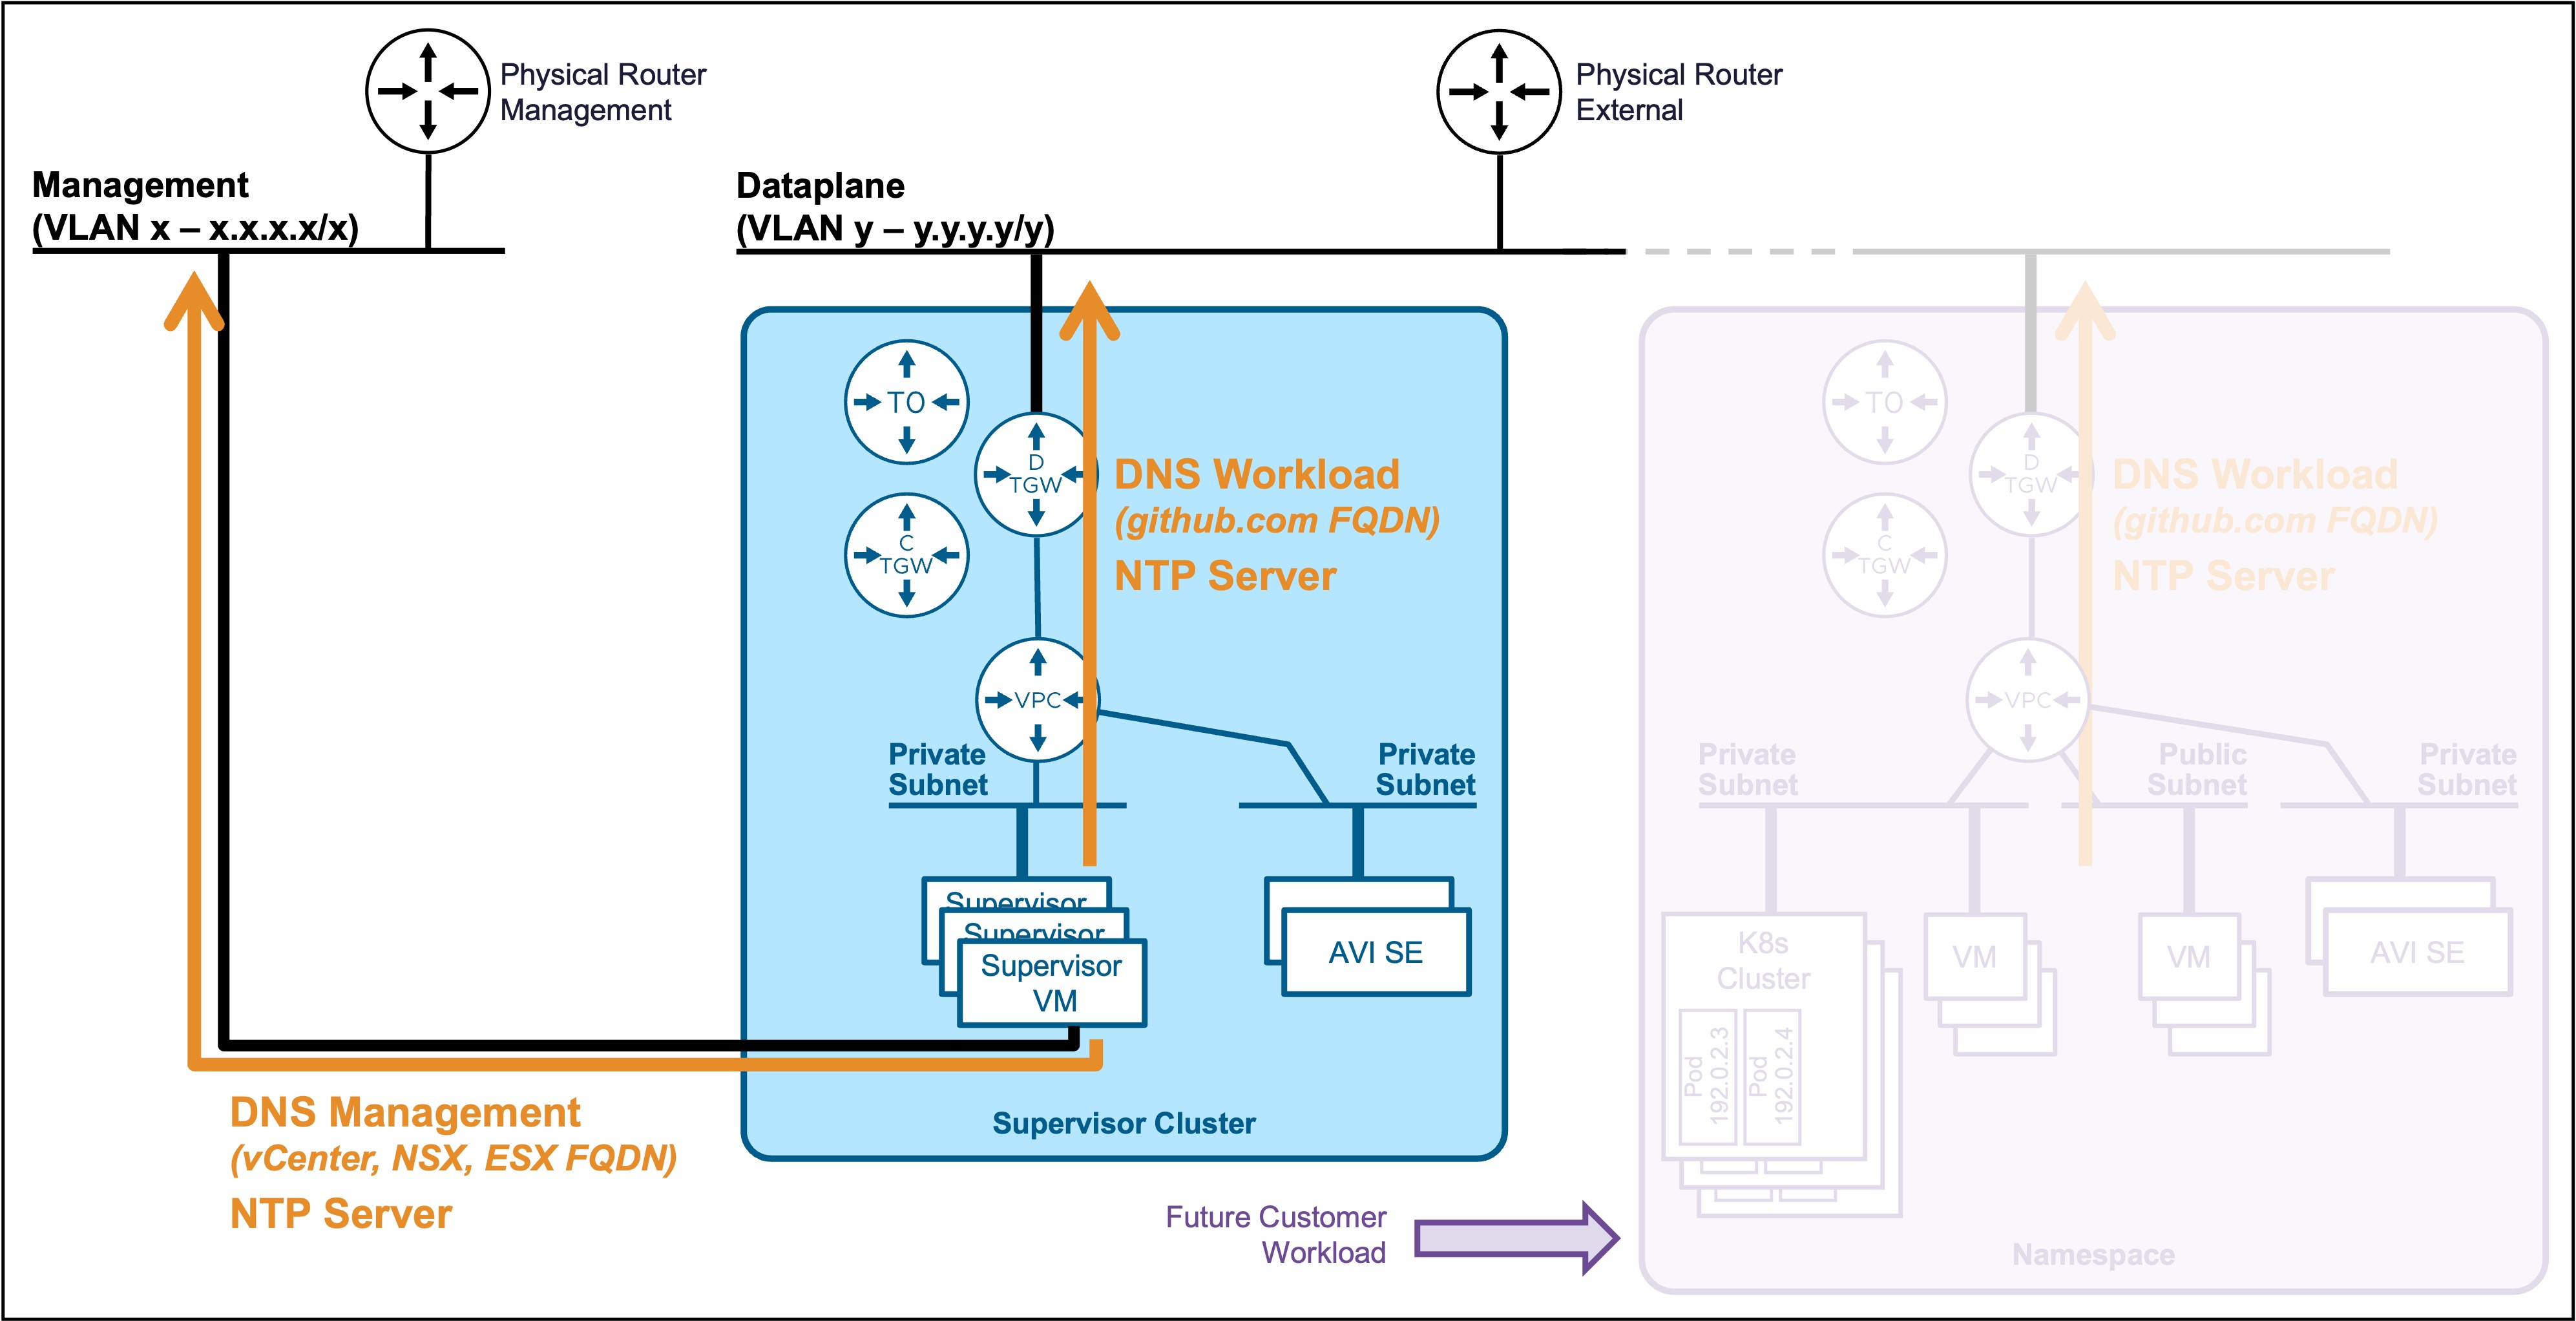 Physical Router
Management
Physical Router
External
Management
(VLAN x – x.x.x.x/x)
Dataplane
(VLAN y – y.y.y.y/y)
T0
D
TGW
C
TGW
DNS Workload
(github.com FQDN)
NTP Server
VPC
Private
Subnet
Private
Subnet
Supervisor
Supervisor
Supervisor
VM
AVI SE
Supervisor Cluster
DNS Management
(vCenter, NSX, ESX FQDN)
NTP Server
Future Customer
Workload
T0
D
TGW
C
TGW
DNS Workload
(github.com FQDN)
NTP Server
VPC
Private
Subnet
Public
Subnet
Private
Subnet
K8s
Cluster
Pod
192.0.2.3
Pod
192.0.2.4
VM
VM
AVI SE
Namespace